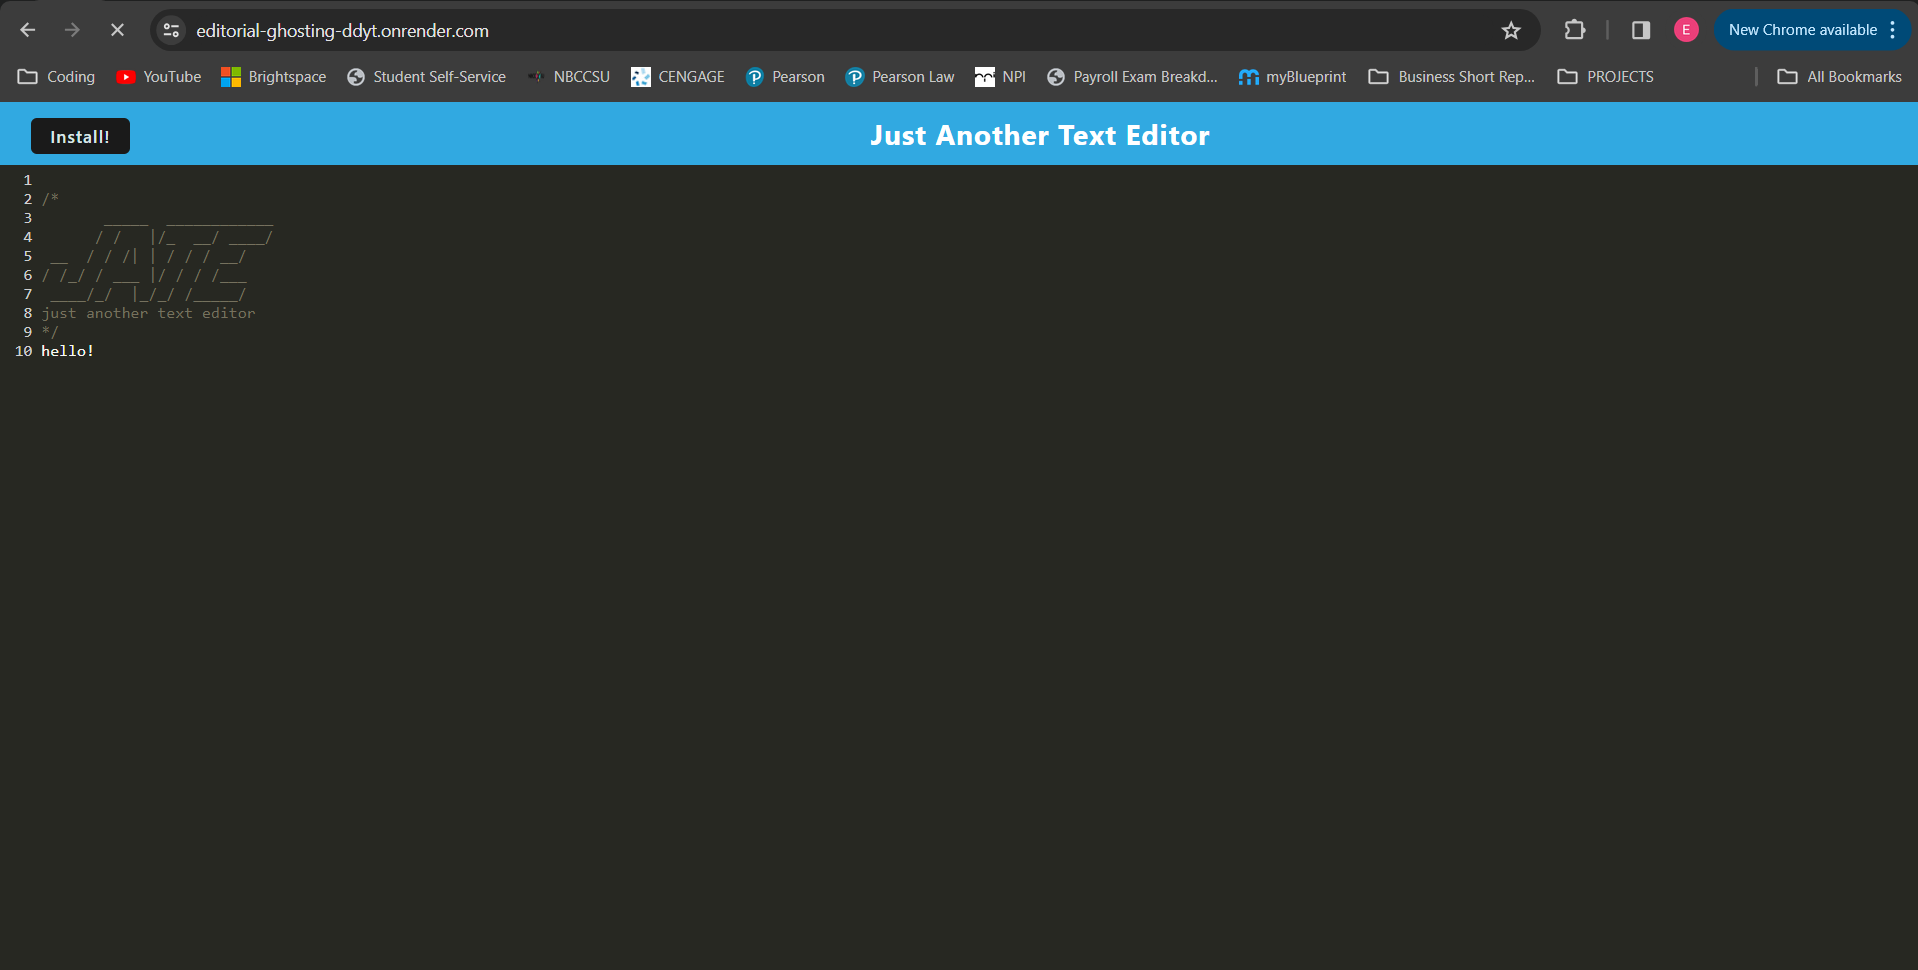 editorial-ghosting-ddyt.onrender.com E New Chrome available
Coding YouTube Brightspace Student Self-Service NBCCSU CENGAGE Pearson Pearson Law NPI Payroll Exam Breakd... myBlueprint Business Short Rep... PROJECTS All Bookmarks
Install! Just Another Text Editor
1
2 /*
3        _____  ____________
4       / /   |/_  __/ ____/
5  __  / / /| | / / / __/
6 / /_/ / ___ |/ / / /___
7  ____/_/  |_/_/ /_____/
8 just another text editor
9 */
10 hello!